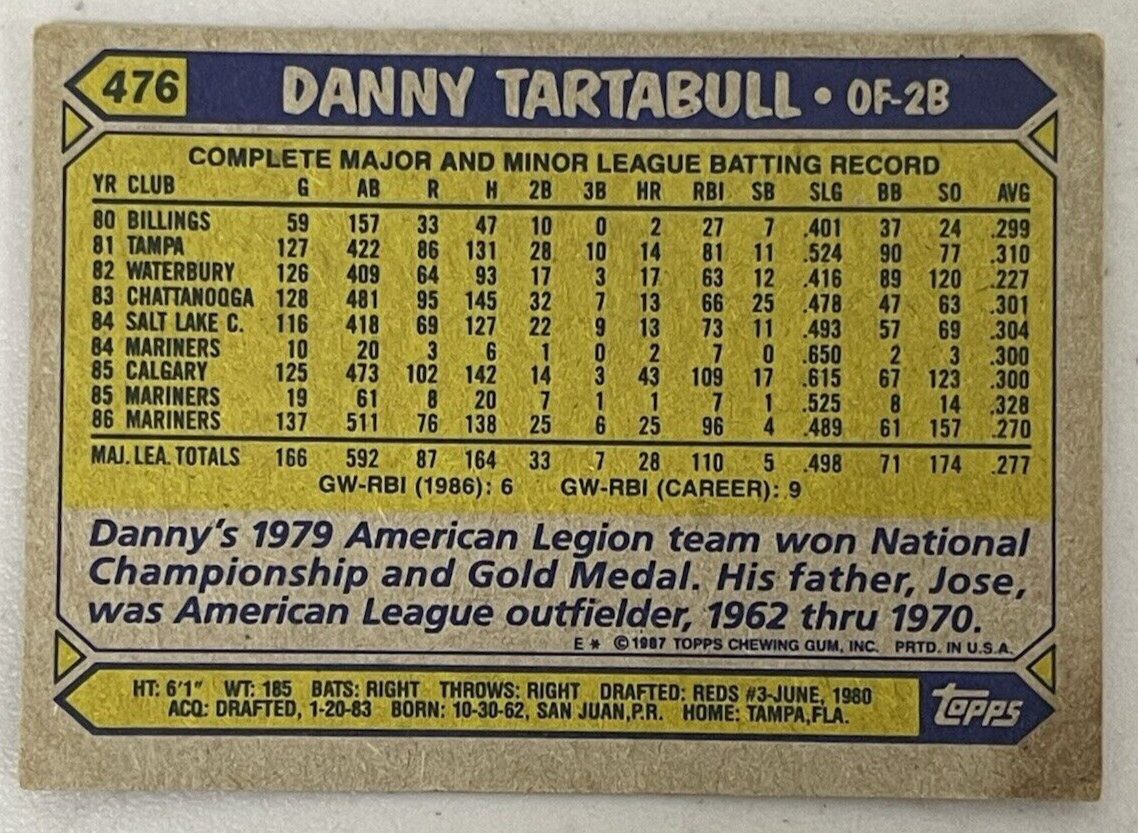 476 DANNY TARTABULL • OF-2B
COMPLETE MAJOR AND MINOR LEAGUE BATTING RECORD
YR CLUB G AB R H 2B 3B HR RBI SB SLG BB SO AVG
80 BILLINGS 59 157 33 47 10 0 2 27 7 .401 37 24 .299
81 TAMPA 127 422 86 131 28 10 14 81 11 .524 90 77 .310
82 WATERBURY 126 409 64 93 17 3 17 63 12 .416 89 120 .227
83 CHATTANOOGA 128 481 95 145 32 7 13 66 25 .478 47 63 .301
84 SALT LAKE C. 116 418 69 127 22 9 13 73 11 .493 57 69 .304
84 MARINERS 10 20 3 6 1 0 2 7 0 .650 2 3 .300
85 CALGARY 125 473 102 142 14 3 43 109 17 .615 67 123 .300
85 MARINERS 19 61 8 20 7 1 1 7 1 .525 8 14 .328
86 MARINERS 137 511 76 138 25 6 25 96 4 .489 61 157 .270
MAJ. LEA. TOTALS 166 592 87 164 33 7 28 110 5 .498 71 174 .277
GW-RBI (1986): 6 GW-RBI (CAREER): 9
Danny's 1979 American Legion team won National
Championship and Gold Medal. His father, Jose,
was American League outfielder, 1962 thru 1970.
E * ©1987 TOPPS CHEWING GUM, INC. PRTD. IN U.S.A.
HT: 6'1" WT: 185 BATS: RIGHT THROWS: RIGHT DRAFTED: REDS #3-JUNE, 1980
ACQ: DRAFTED, 1-20-83 BORN: 10-30-62, SAN JUAN, P.R. HOME: TAMPA, FLA.
Topps